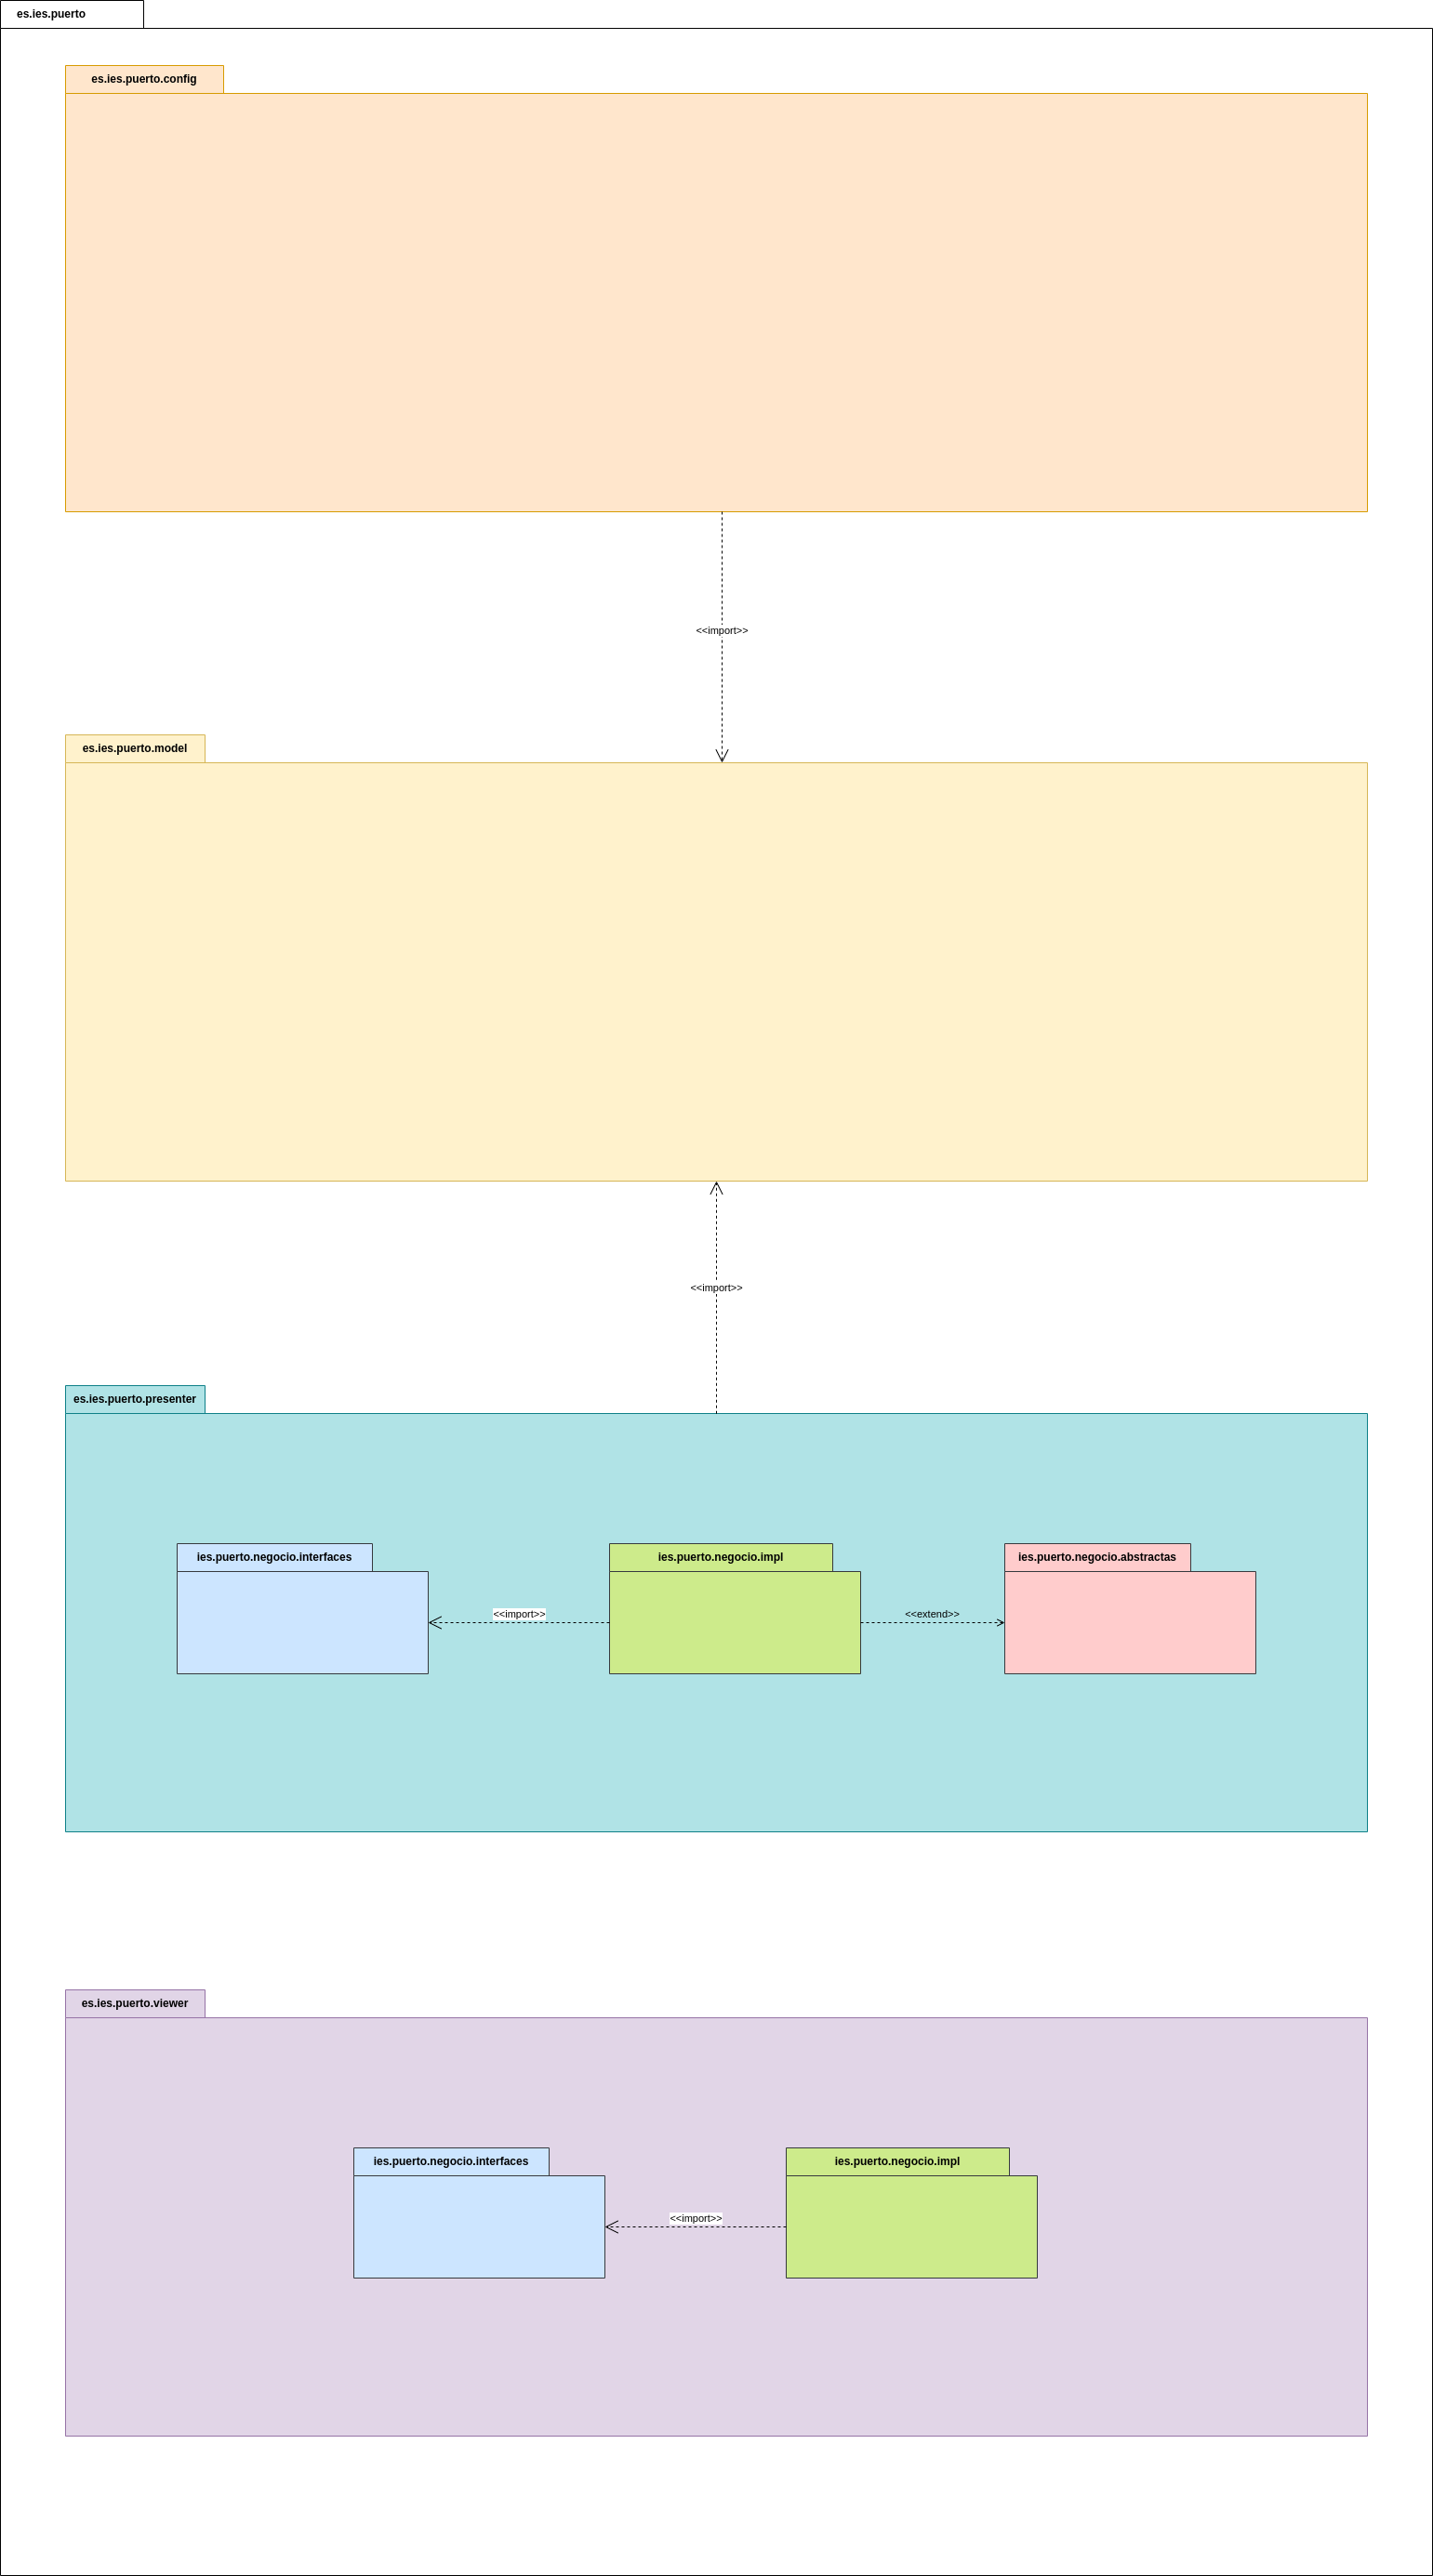 es.ies.puerto
es.ies.puerto.config
<<import>>
es.ies.puerto.model
<<import>>
es.ies.puerto.presenter
ies.puerto.negocio.interfaces
ies.puerto.negocio.impl
ies.puerto.negocio.abstractas
<<import>>
<<extend>>
es.ies.puerto.viewer
ies.puerto.negocio.interfaces
ies.puerto.negocio.impl
<<import>>